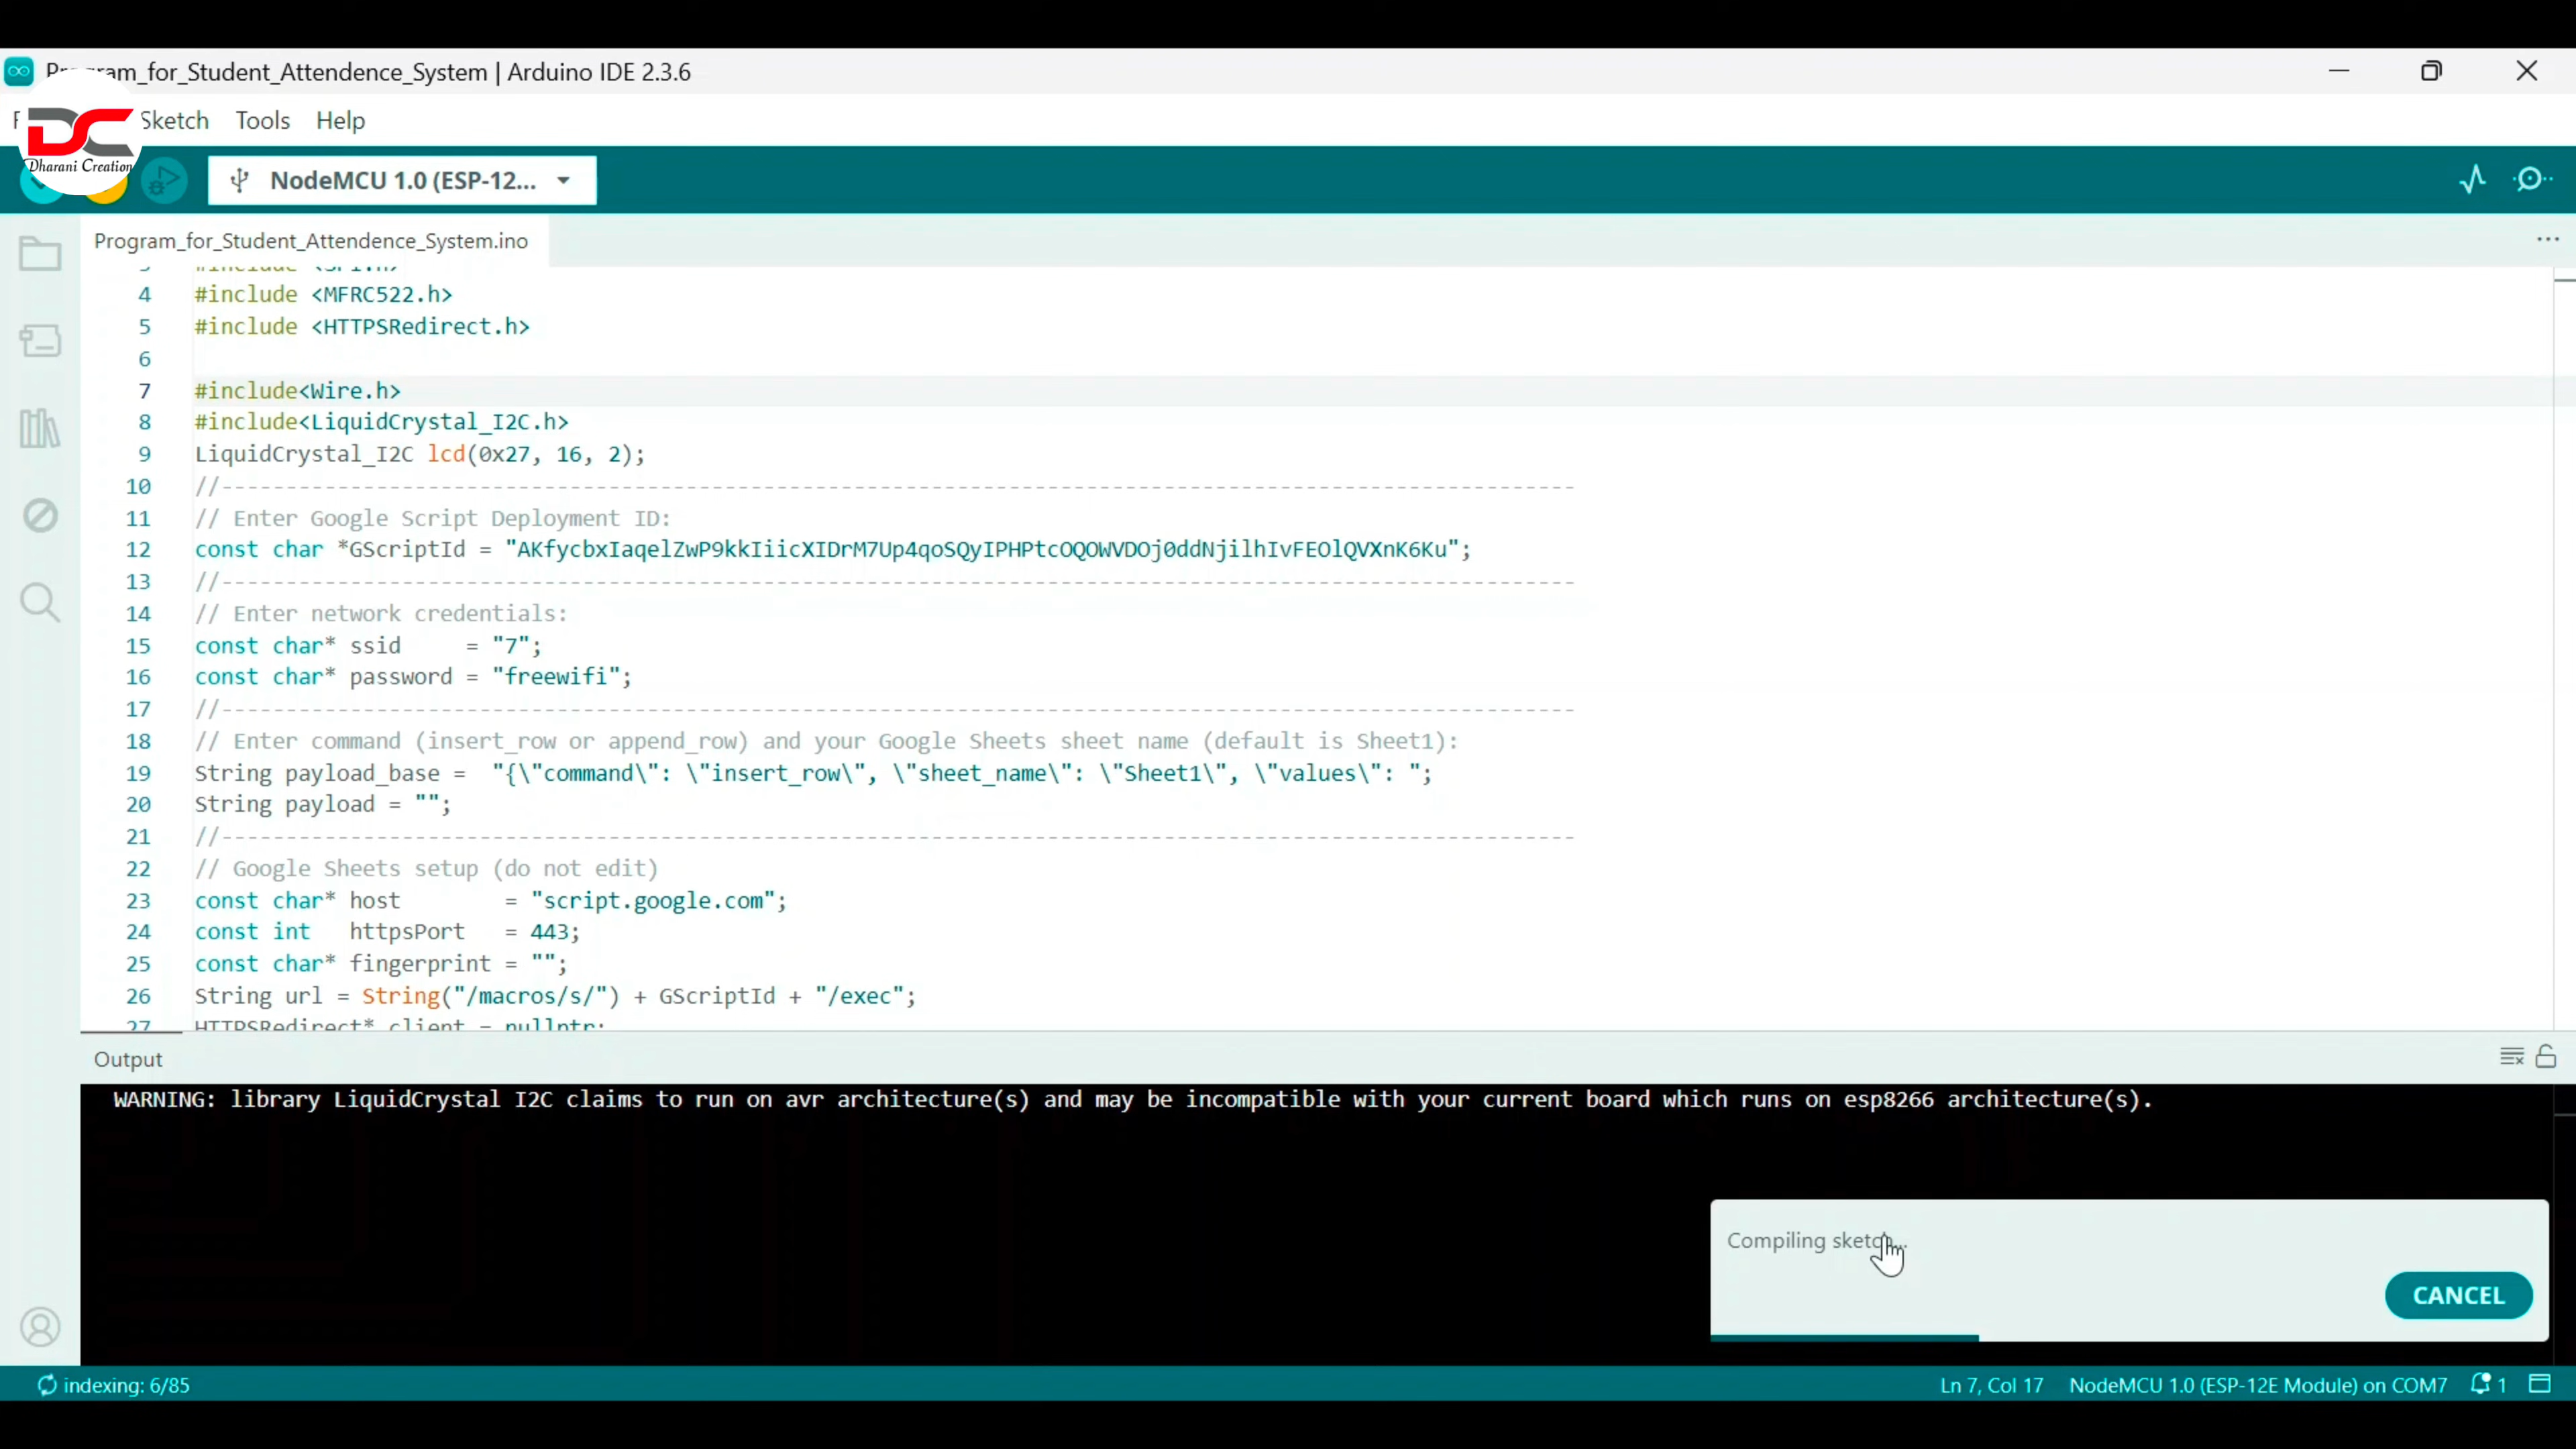 Program_for_Student_Attendence_System | Arduino IDE 2.3.6
Sketch Tools Help
DC
Dharani Creation
NodeMCU 1.0 (ESP-12...
Program_for_Student_Attendence_System.ino
4 #include <MFRC522.h>
5 #include <HTTPSRedirect.h>
6
7 #include<Wire.h>
8 #include<LiquidCrystal_I2C.h>
9 LiquidCrystal_I2C lcd(0x27, 16, 2);
10 //---------------------------------------------------------------------------------------------------------
11 // Enter Google Script Deployment ID:
12 const char *GScriptId = "AKfycbxIaqelZwP9kkIiicXIDrM7Up4qoSQyIPHPtcOQOWVDOj0ddNjilhIvFEOlQVXnK6Ku";
13 //---------------------------------------------------------------------------------------------------------
14 // Enter network credentials:
15 const char* ssid     = "7";
16 const char* password = "freewifi";
17 //---------------------------------------------------------------------------------------------------------
18 // Enter command (insert_row or append_row) and your Google Sheets sheet name (default is Sheet1):
19 String payload_base =  "{\"command\": \"insert_row\", \"sheet_name\": \"Sheet1\", \"values\": ";
20 String payload = "";
21 //---------------------------------------------------------------------------------------------------------
22 // Google Sheets setup (do not edit)
23 const char* host        = "script.google.com";
24 const int   httpsPort   = 443;
25 const char* fingerprint = "";
26 String url = String("/macros/s/") + GScriptId + "/exec";
27 HTTPSRedirect* client = nullptr;
Output
WARNING: library LiquidCrystal I2C claims to run on avr architecture(s) and may be incompatible with your current board which runs on esp8266 architecture(s).
Compiling sketch...
CANCEL
indexing: 6/85
Ln 7, Col 17 NodeMCU 1.0 (ESP-12E Module) on COM7 1